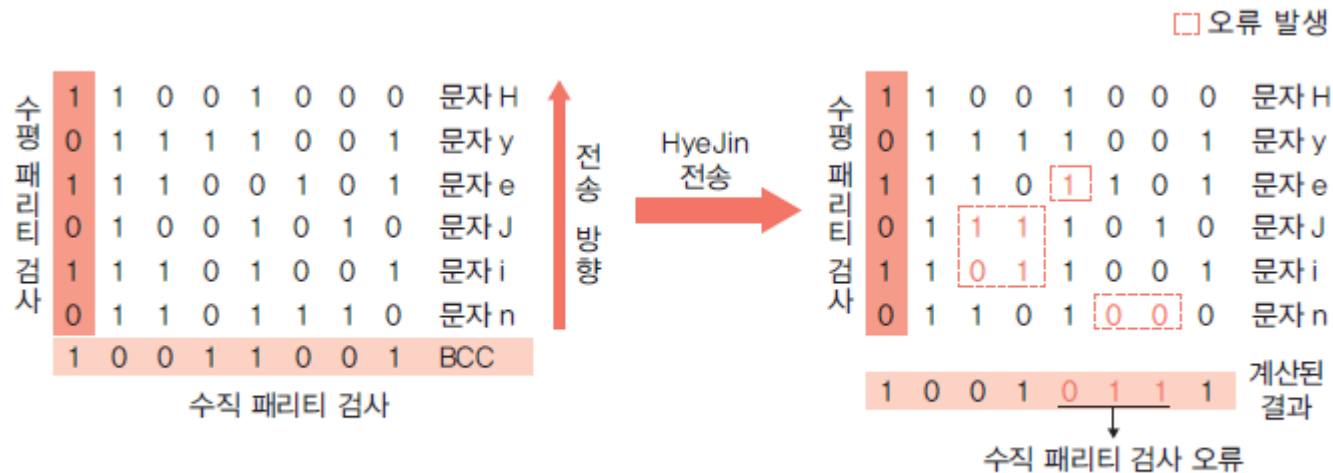 오류 발생
수평 패리티 검사
1 1 0 0 1 0 0 0 문자 H
0 1 1 1 1 0 0 1 문자 y
1 1 1 0 0 1 0 1 문자 e
0 1 0 0 1 0 1 0 문자 J
1 1 1 0 1 0 0 1 문자 i
0 1 1 0 1 1 1 0 문자 n
1 0 0 1 1 0 0 1 BCC
수직 패리티 검사
전송 방향
HyeJin
전송
수평 패리티 검사
1 1 0 0 1 0 0 0 문자 H
0 1 1 1 1 0 0 1 문자 y
1 1 1 0 1 1 0 1 문자 e
0 1 1 1 1 0 1 0 문자 J
1 1 0 1 1 0 0 1 문자 i
0 1 1 0 1 0 0 0 문자 n
1 0 0 1 0 1 1 1 계산된
결과
수직 패리티 검사 오류